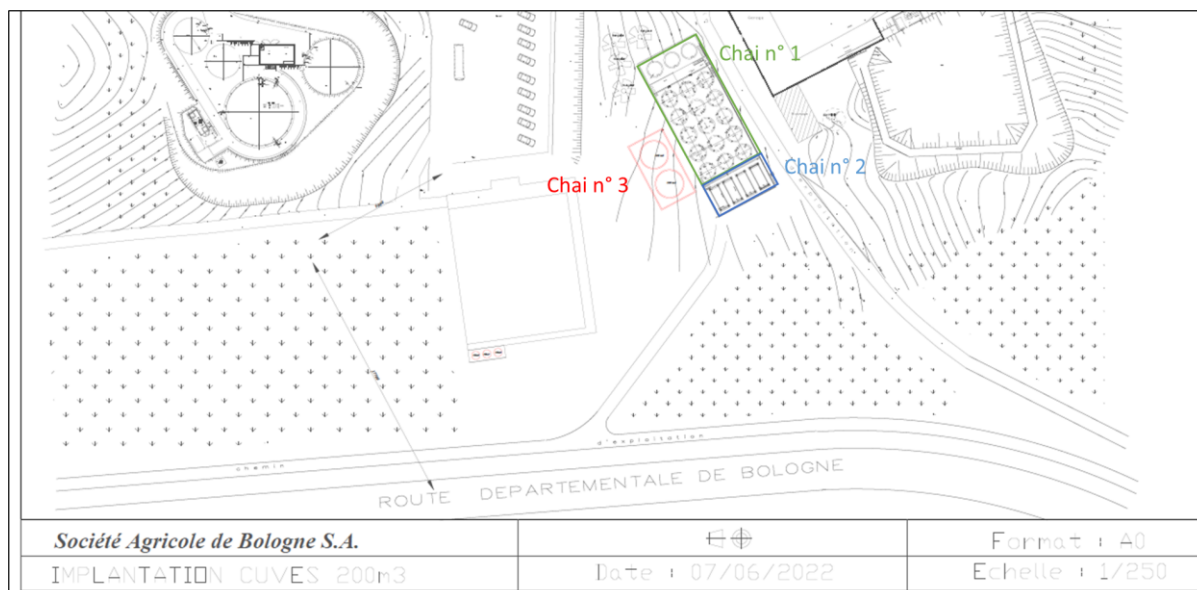 Chai n° 1
Chai n° 2
Chai n° 3
d'exploitation
chemin
ROUTE DEPARTEMENTALE DE BOLOGNE
Société Agricole de Bologne S.A.
IMPLANTATION CUVES 200m3
Date : 07/06/2022
Format : A0
Echelle : 1/250